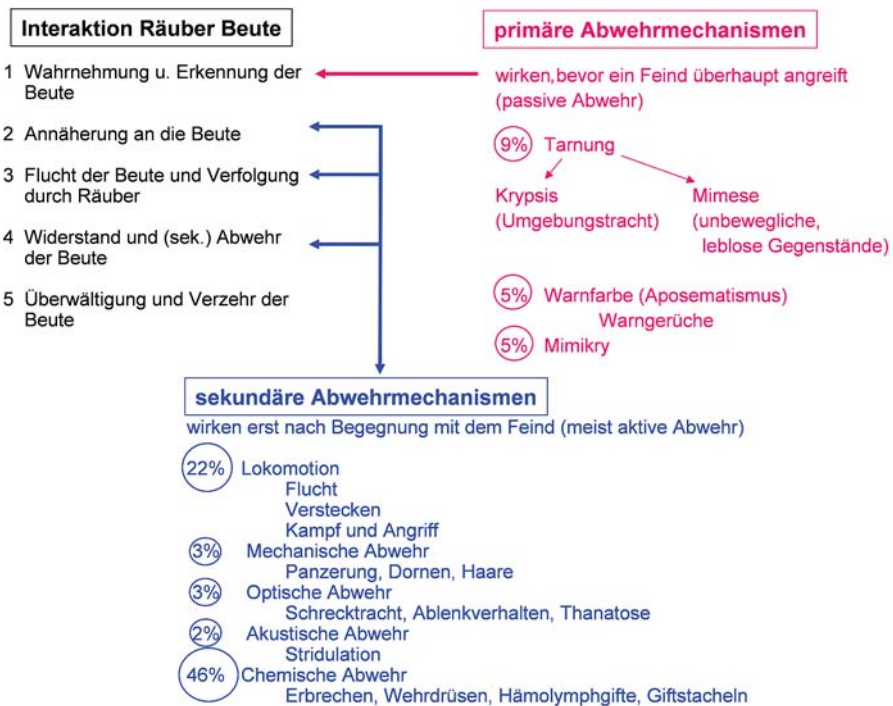 Interaktion Räuber Beute
1 Wahrnehmung u. Erkennung der
Beute
2 Annäherung an die Beute
3 Flucht der Beute und Verfolgung
durch Räuber
4 Widerstand und (sek.) Abwehr
der Beute
5 Überwältigung und Verzehr der
Beute
primäre Abwehrmechanismen
wirken, bevor ein Feind überhaupt angreift
(passive Abwehr)
9% Tarnung
Krypsis
(Umgebungstracht)
Mimese
(unbewegliche,
leblose Gegenstände)
5% Warnfarbe (Aposematismus)
Warngerüche
5% Mimikry
sekundäre Abwehrmechanismen
wirken erst nach Begegnung mit dem Feind (meist aktive Abwehr)
22% Lokomotion
Flucht
Verstecken
Kampf und Angriff
3% Mechanische Abwehr
Panzerung, Dornen, Haare
3% Optische Abwehr
Schrecktracht, Ablenkverhalten, Thanatose
2% Akustische Abwehr
Stridulation
46% Chemische Abwehr
Erbrechen, Wehrdrüsen, Hämolymphgifte, Giftstacheln